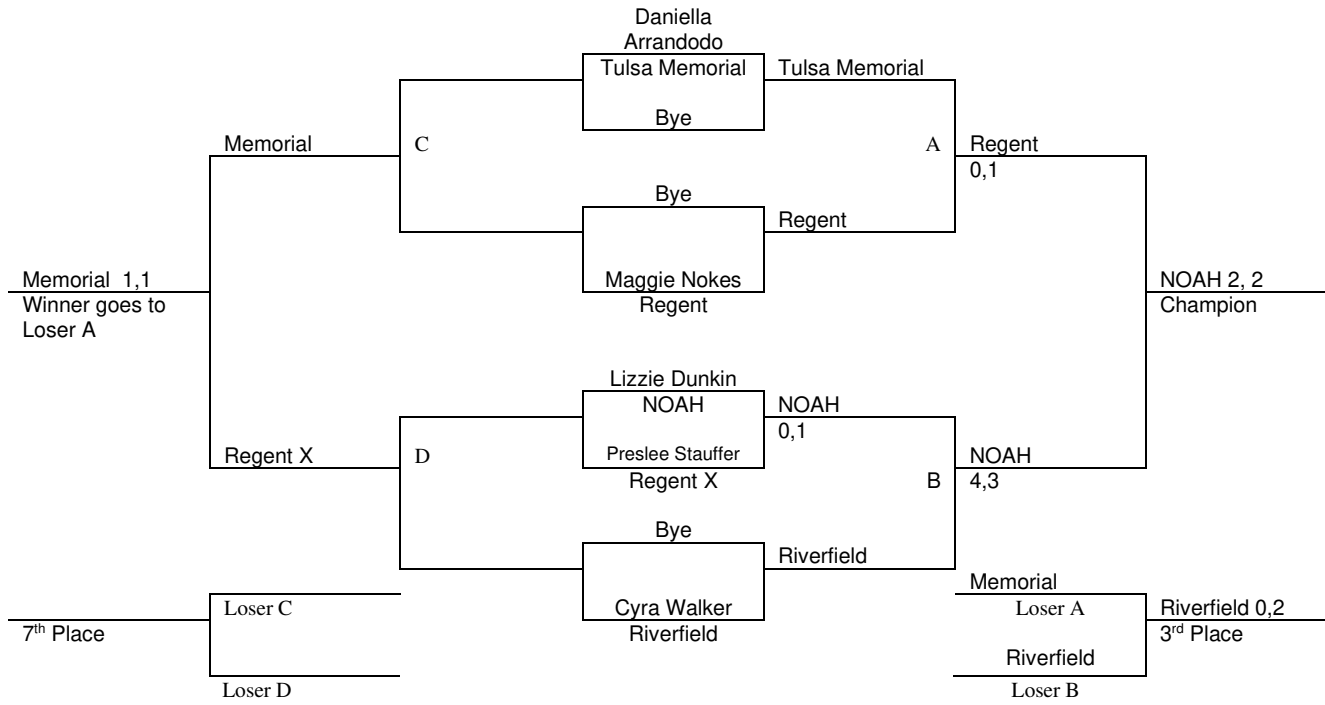 Daniella
Arrandodo
Tulsa Memorial
Tulsa Memorial
Bye
Memorial
C
A
Regent
0,1
Bye
Regent
Maggie Nokes
Regent
Memorial 1,1
Winner goes to
Loser A
NOAH 2, 2
Champion
Lizzie Dunkin
NOAH
NOAH
0,1
Preslee Stauffer
Regent X
Regent X
D
B
NOAH
4,3
Bye
Riverfield
Cyra Walker
Riverfield
Memorial
Loser A
Riverfield 0,2
3rd Place
Riverfield
Loser B
Loser C
7th Place
Loser D